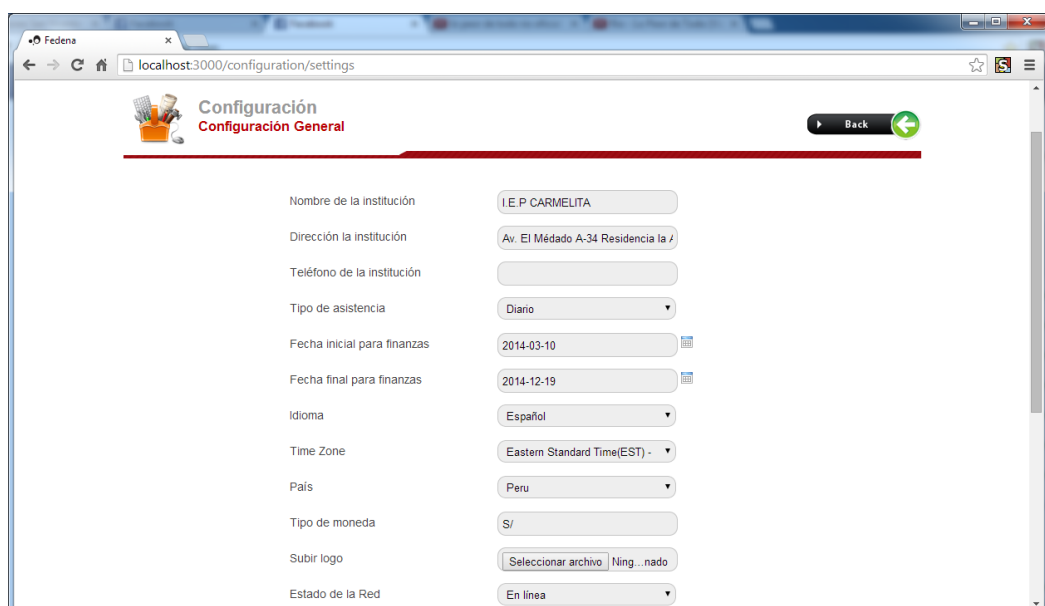 Fedena
localhost:3000/configuration/settings
Configuración
Configuración General
Back
Nombre de la institución
I.E.P CARMELITA
Dirección la institución
Av. El Médado A-34 Residencia la
Teléfono de la institución
Tipo de asistencia
Diario
Fecha inicial para finanzas
2014-03-10
Fecha final para finanzas
2014-12-19
Idioma
Español
Time Zone
Eastern Standard Time(EST) -
País
Peru
Tipo de moneda
S/
Subir logo
Seleccionar archivo Ning...nado
Estado de la Red
En línea